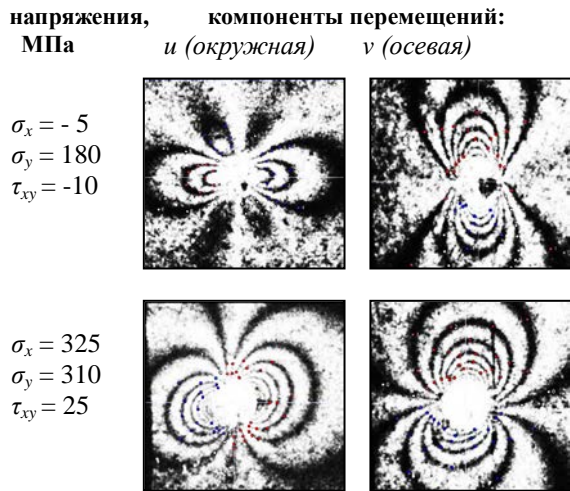 напряжения, компоненты перемещений:
МПа u (окружная) v (осевая)
σx = - 5
σy = 180
τxy = -10
σx = 325
σy = 310
τxy = 25